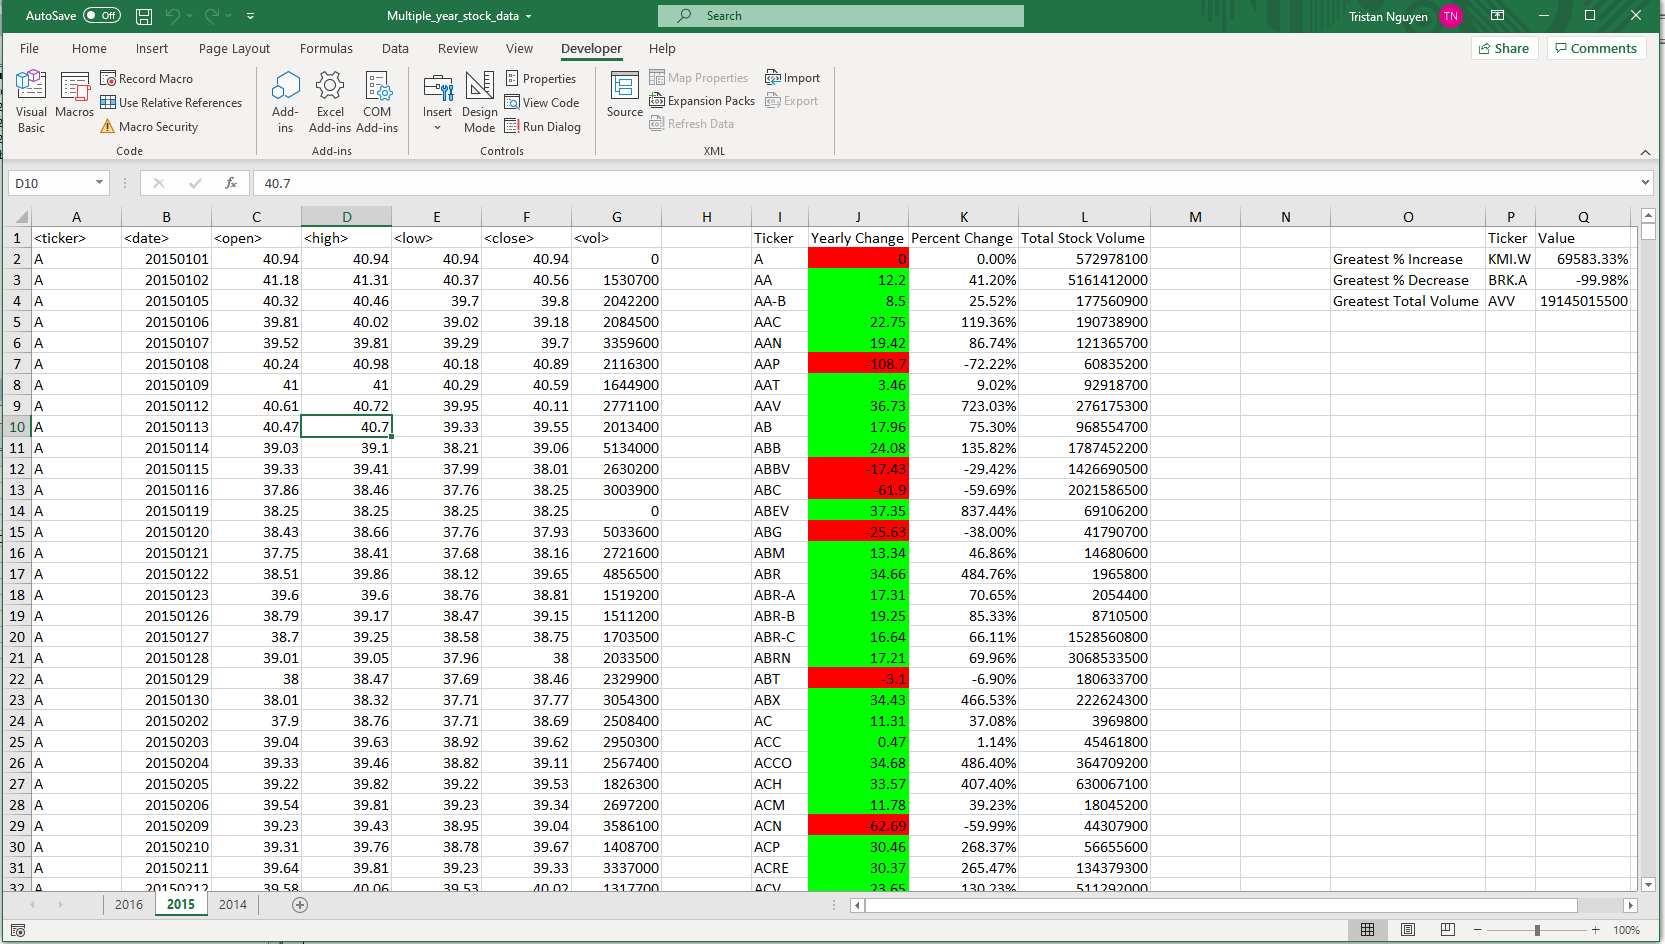 AutoSave Off Multiple_year_stock_data Search Tristan Nguyen TN
File Home Insert Page Layout Formulas Data Review View Developer Help Share Comments
Visual Basic Macros Record Macro Use Relative References Macro Security
Add-ins Excel Add-ins COM Add-ins
Insert Design Mode Properties View Code Run Dialog
Source Map Properties Expansion Packs Refresh Data Import Export
Code Add-ins Controls XML
D10 fx 40.7
A B C D E F G H I J K L M N O P Q
1 <ticker> <date> <open> <high> <low> <close> <vol> Ticker Yearly Change Percent Change Total Stock Volume Ticker Value
2 A 20150101 40.94 40.94 40.94 40.94 0 A 0 0.00% 572978100 Greatest % Increase KMI.W 69583.33%
3 A 20150102 41.18 41.31 40.37 40.56 1530700 AA 12.2 41.20% 5161412000 Greatest % Decrease BRK.A -99.98%
4 A 20150105 40.32 40.46 39.7 39.8 2042200 AA-B 8.5 25.52% 177560900 Greatest Total Volume AVV 19145015500
5 A 20150106 39.81 40.02 39.02 39.18 2084500 AAC 22.75 119.36% 190738900
6 A 20150107 39.52 39.81 39.29 39.7 3359600 AAN 19.42 86.74% 121365700
7 A 20150108 40.24 40.98 40.18 40.89 2116300 AAP -108.7 -72.22% 60835200
8 A 20150109 41 41 40.29 40.59 1644900 AAT 3.46 9.02% 92918700
9 A 20150112 40.61 40.72 39.95 40.11 2771100 AAV 36.73 723.03% 276175300
10 A 20150113 40.47 40.7 39.33 39.55 2013400 AB 17.96 75.30% 968554700
11 A 20150114 39.03 39.1 38.21 39.06 5134000 ABB 24.08 135.82% 1787452200
12 A 20150115 39.33 39.41 37.99 38.01 2630200 ABBV -17.43 -29.42% 1426690500
13 A 20150116 37.86 38.46 37.76 38.25 3003900 ABC -61.9 -59.69% 2021586500
14 A 20150119 38.25 38.25 38.25 38.25 0 ABEV 37.35 837.44% 69106200
15 A 20150120 38.43 38.66 37.76 37.93 5033600 ABG -25.63 -38.00% 41790700
16 A 20150121 37.75 38.41 37.68 38.16 2721600 ABM 13.34 46.86% 14680600
17 A 20150122 38.51 39.86 38.12 39.65 4856500 ABR 34.66 484.76% 1965800
18 A 20150123 39.6 39.6 38.76 38.81 1519200 ABR-A 17.31 70.65% 2054400
19 A 20150126 38.79 39.17 38.47 39.15 1511200 ABR-B 19.25 85.33% 8710500
20 A 20150127 38.7 39.25 38.58 38.75 1703500 ABR-C 16.64 66.11% 1528560800
21 A 20150128 39.01 39.05 37.96 38 2033500 ABRN 17.21 69.96% 3068533500
22 A 20150129 38 38.47 37.69 38.46 2329900 ABT -3.1 -6.90% 180633700
23 A 20150130 38.01 38.32 37.71 37.77 3054300 ABX 34.43 466.53% 222624300
24 A 20150202 37.9 38.76 37.71 38.69 2508400 AC 11.31 37.08% 3969800
25 A 20150203 39.04 39.63 38.92 39.62 2950300 ACC 0.47 1.14% 45461800
26 A 20150204 39.33 39.46 38.82 39.11 2567400 ACCO 34.68 486.40% 364709200
27 A 20150205 39.22 39.82 39.22 39.53 1826300 ACH 33.57 407.40% 630067100
28 A 20150206 39.54 39.81 39.23 39.34 2697200 ACM 11.78 39.23% 18045200
29 A 20150209 39.23 39.43 38.95 39.04 3586100 ACN -62.69 -59.99% 44307900
30 A 20150210 39.31 39.76 38.78 39.67 1408700 ACP 30.46 268.37% 56655600
31 A 20150211 39.64 39.81 39.23 39.33 3337000 ACRE 30.37 265.47% 134379300
32 A 20150212 39.58 40.06 39.53 40.02 1317700 ACV 23.65 130.23% 511292000
2016 2015 2014
100%